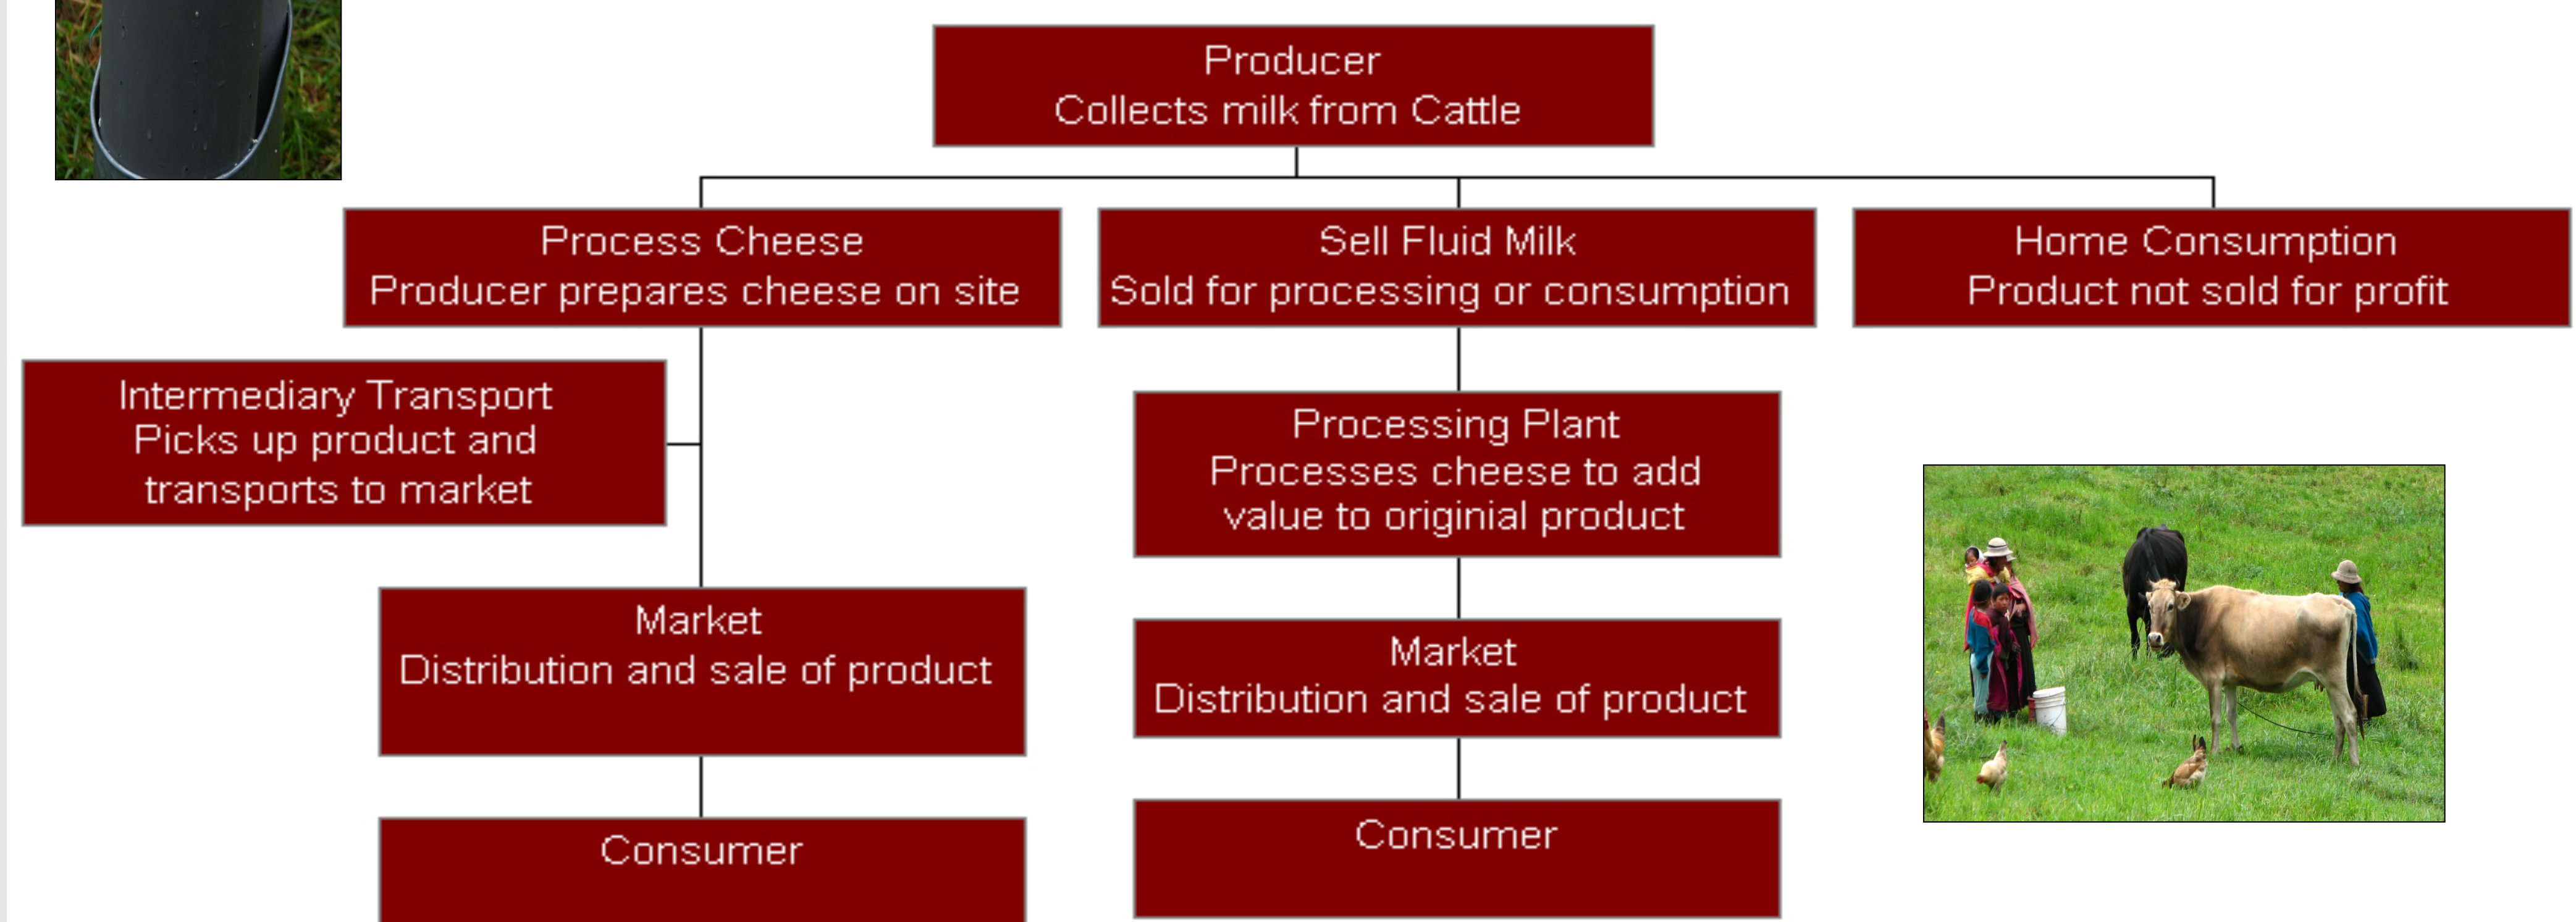 Producer
Collects milk from Cattle
Process Cheese
Producer prepares cheese on site
Sell Fluid Milk
Sold for processing or consumption
Home Consumption
Product not sold for profit
Intermediary Transport
Picks up product and
transports to market
Processing Plant
Processes cheese to add
value to originial product
Market
Distribution and sale of product
Market
Distribution and sale of product
Consumer
Consumer